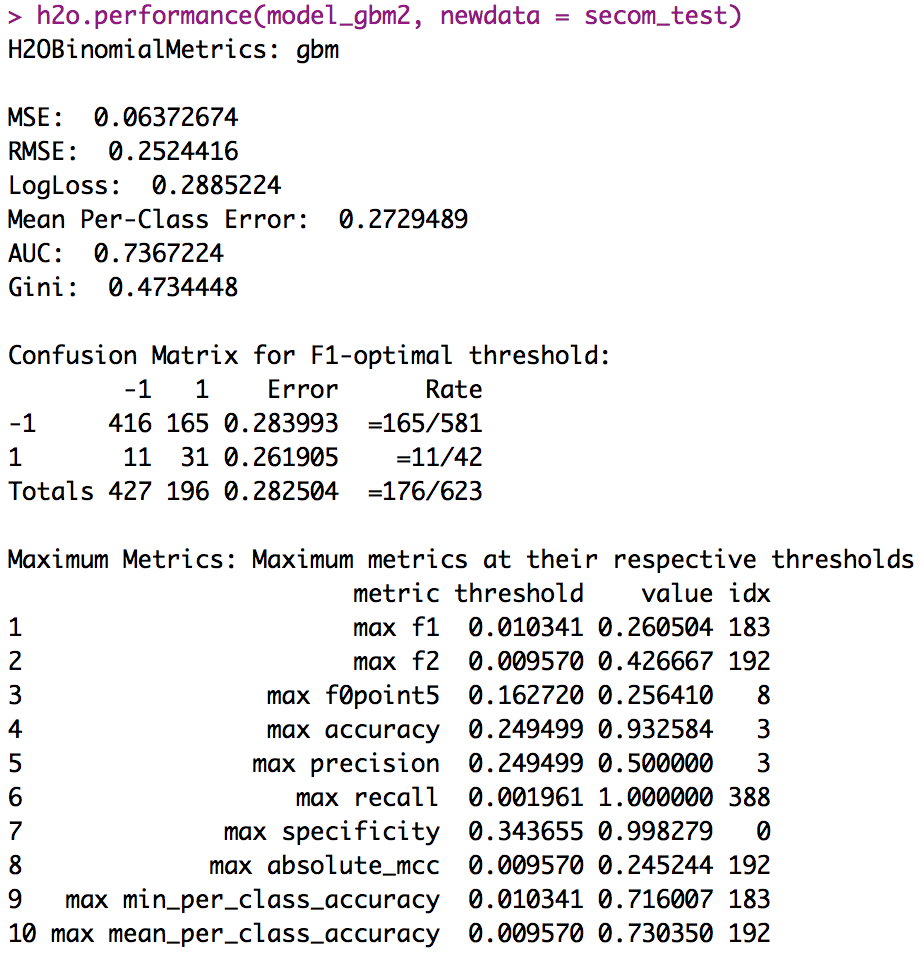 > h2o.performance(model_gbm2, newdata = secom_test)
H2OBinomialMetrics: gbm

MSE:  0.06372674
RMSE:  0.2524416
LogLoss:  0.2885224
Mean Per-Class Error:  0.2729489
AUC:  0.7367224
Gini:  0.4734448

Confusion Matrix for F1-optimal threshold:
        -1   1    Error      Rate
-1     416 165 0.283993  =165/581
1       11  31 0.261905    =11/42
Totals 427 196 0.282504  =176/623

Maximum Metrics: Maximum metrics at their respective thresholds
                        metric threshold    value idx
1                       max f1  0.010341 0.260504 183
2                       max f2  0.009570 0.426667 192
3                 max f0point5  0.162720 0.256410   8
4                 max accuracy  0.249499 0.932584   3
5                max precision  0.249499 0.500000   3
6                   max recall  0.001961 1.000000 388
7              max specificity  0.343655 0.998279   0
8             max absolute_mcc  0.009570 0.245244 192
9   max min_per_class_accuracy  0.010341 0.716007 183
10 max mean_per_class_accuracy  0.009570 0.730350 192